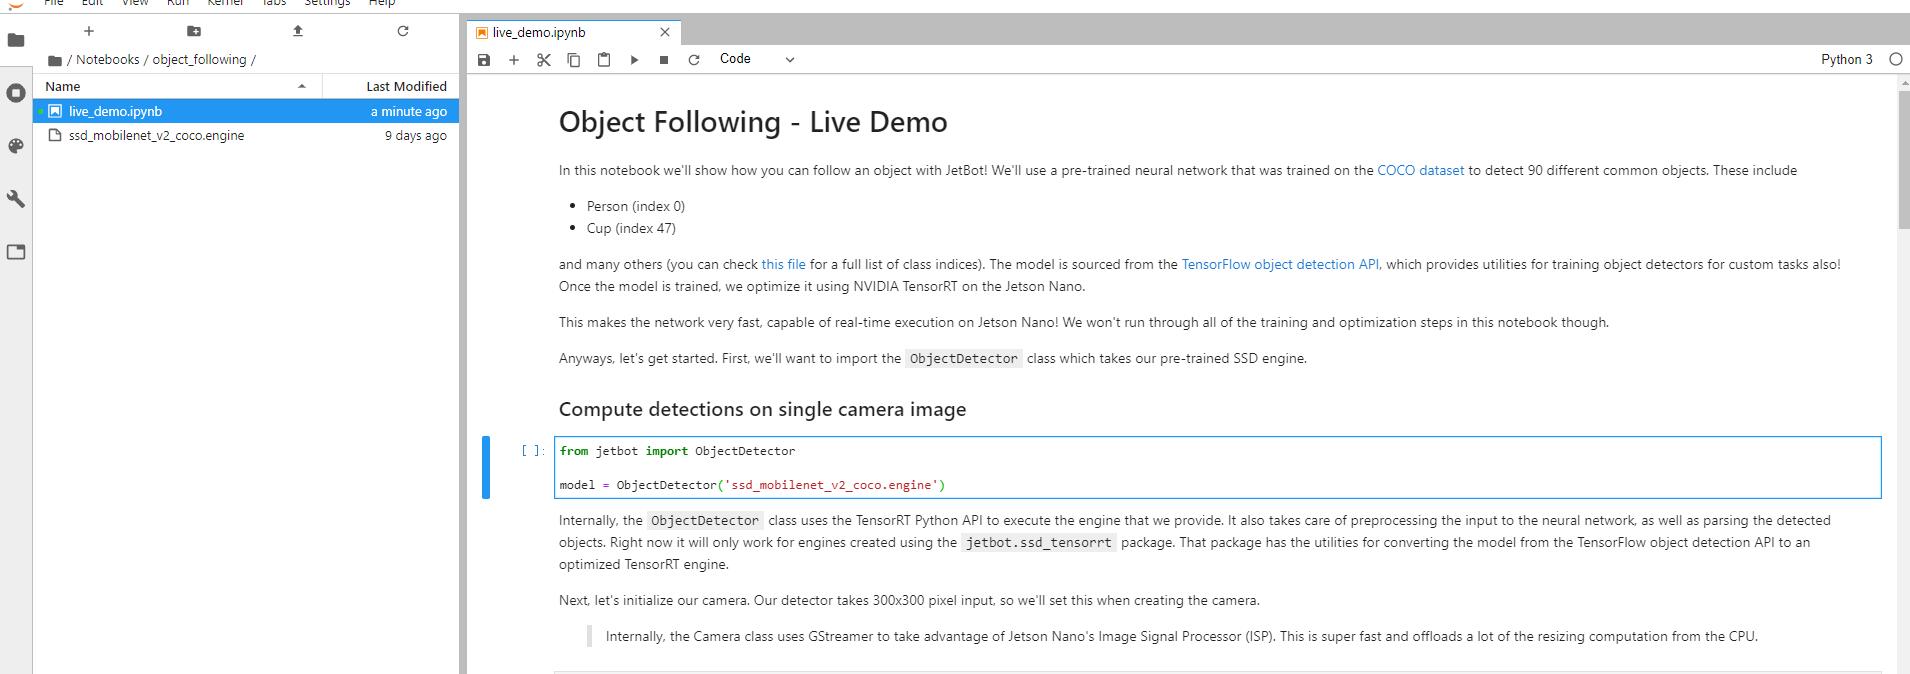 File Edit View Run Kernel Tabs Settings Help
live_demo.ipynb
/ Notebooks / object_following /
Code
Python 3
Name Last Modified
live_demo.ipynb a minute ago
ssd_mobilenet_v2_coco.engine 9 days ago
Object Following - Live Demo
In this notebook we'll show how you can follow an object with JetBot! We'll use a pre-trained neural network that was trained on the COCO dataset to detect 90 different common objects. These include
• Person (index 0)
• Cup (index 47)
and many others (you can check this file for a full list of class indices). The model is sourced from the TensorFlow object detection API, which provides utilities for training object detectors for custom tasks also!
Once the model is trained, we optimize it using NVIDIA TensorRT on the Jetson Nano.
This makes the network very fast, capable of real-time execution on Jetson Nano! We won't run through all of the training and optimization steps in this notebook though.
Anyways, let's get started. First, we'll want to import the ObjectDetector class which takes our pre-trained SSD engine.
Compute detections on single camera image
[ ]: from jetbot import ObjectDetector
model = ObjectDetector('ssd_mobilenet_v2_coco.engine')
Internally, the ObjectDetector class uses the TensorRT Python API to execute the engine that we provide. It also takes care of preprocessing the input to the neural network, as well as parsing the detected
objects. Right now it will only work for engines created using the jetbot.ssd_tensorrt package. That package has the utilities for converting the model from the TensorFlow object detection API to an
optimized TensorRT engine.
Next, let's initialize our camera. Our detector takes 300x300 pixel input, so we'll set this when creating the camera.
Internally, the Camera class uses GStreamer to take advantage of Jetson Nano's Image Signal Processor (ISP). This is super fast and offloads a lot of the resizing computation from the CPU.